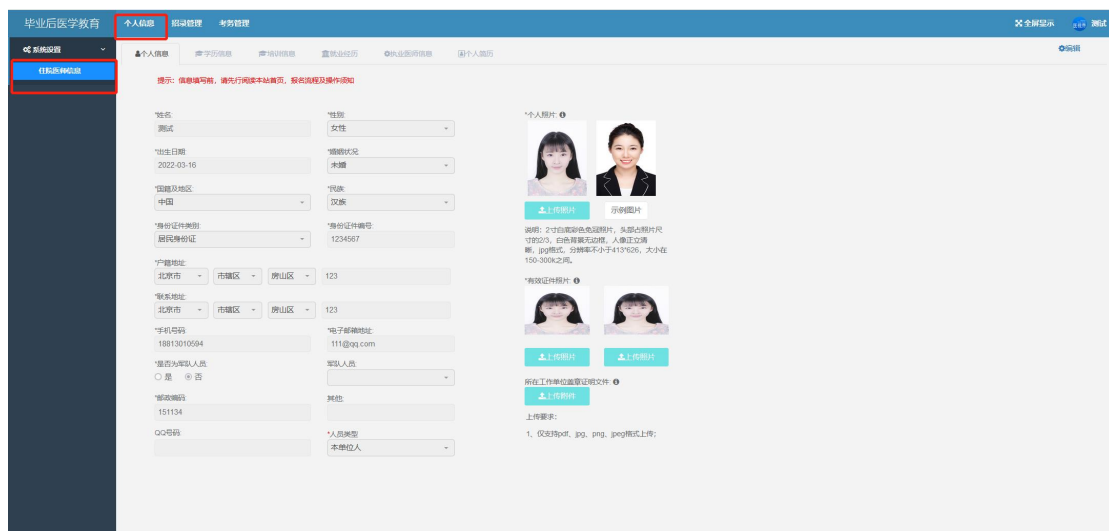 毕业后医学教育
个人信息 招录管理 考务管理
全屏显示 测试
系统设置
住院医师信息
个人信息 学历信息 培训信息 就业经历 执业医师信息 个人简历
编辑
提示：信息填写前，请先行阅读本站首页，报名流程及操作须知
*姓名: *性别: *个人照片:
测试 女性
*出生日期: *婚姻状况:
2022-03-16 未婚
*国籍及地区: *民族:
中国 汉族
上传照片 示例图片
*身份证件类别: *身份证件编号:
居民身份证 1234567
说明：2寸白底彩色免冠照片，头部占照片尺
寸的2/3，白色背景无边框，人像正立清
晰，jpg格式，分辨率不小于413*626，大小在
150-300K之间。
*户籍地址:
北京市 市辖区 房山区 123
*有效证件照片:
*联系地址:
北京市 市辖区 房山区 123
*手机号码: *电子邮箱地址:
18813010594 111@qq.com
上传照片 上传照片
*是否为军队人员: 军队人员:
是 否
所在工作单位盖章证明文件:
上传附件
*邮政编码: 其他:
151134
上传要求：
QQ号码: *人员类型:
本单位人
1、仅支持pdf、jpg、png、jpeg格式上传；